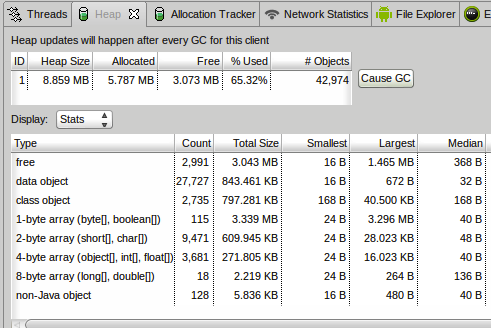 Threads Heap Allocation Tracker Network Statistics File Explorer E
Heap updates will happen after every GC for this client
ID Heap Size Allocated Free % Used # Objects
1 8.859 MB 5.787 MB 3.073 MB 65.32% 42,974 Cause GC
Display: Stats
Type Count Total Size Smallest Largest Median
free 2,991 3.043 MB 16 B 1.465 MB 368 B
data object 27,727 843.461 KB 16 B 672 B 32 B
class object 2,735 797.281 KB 168 B 40.500 KB 168 B
1-byte array (byte[], boolean[]) 115 3.339 MB 24 B 3.296 MB 40 B
2-byte array (short[], char[]) 9,471 609.945 KB 24 B 28.023 KB 48 B
4-byte array (object[], int[], float[]) 3,681 271.805 KB 24 B 16.023 KB 40 B
8-byte array (long[], double[]) 18 2.219 KB 24 B 264 B 136 B
non-Java object 128 5.836 KB 16 B 480 B 40 B